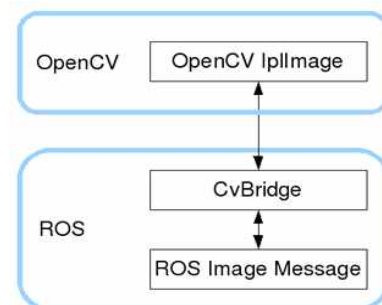 OpenCV
OpenCV IplImage
CvBridge
ROS
ROS Image Message